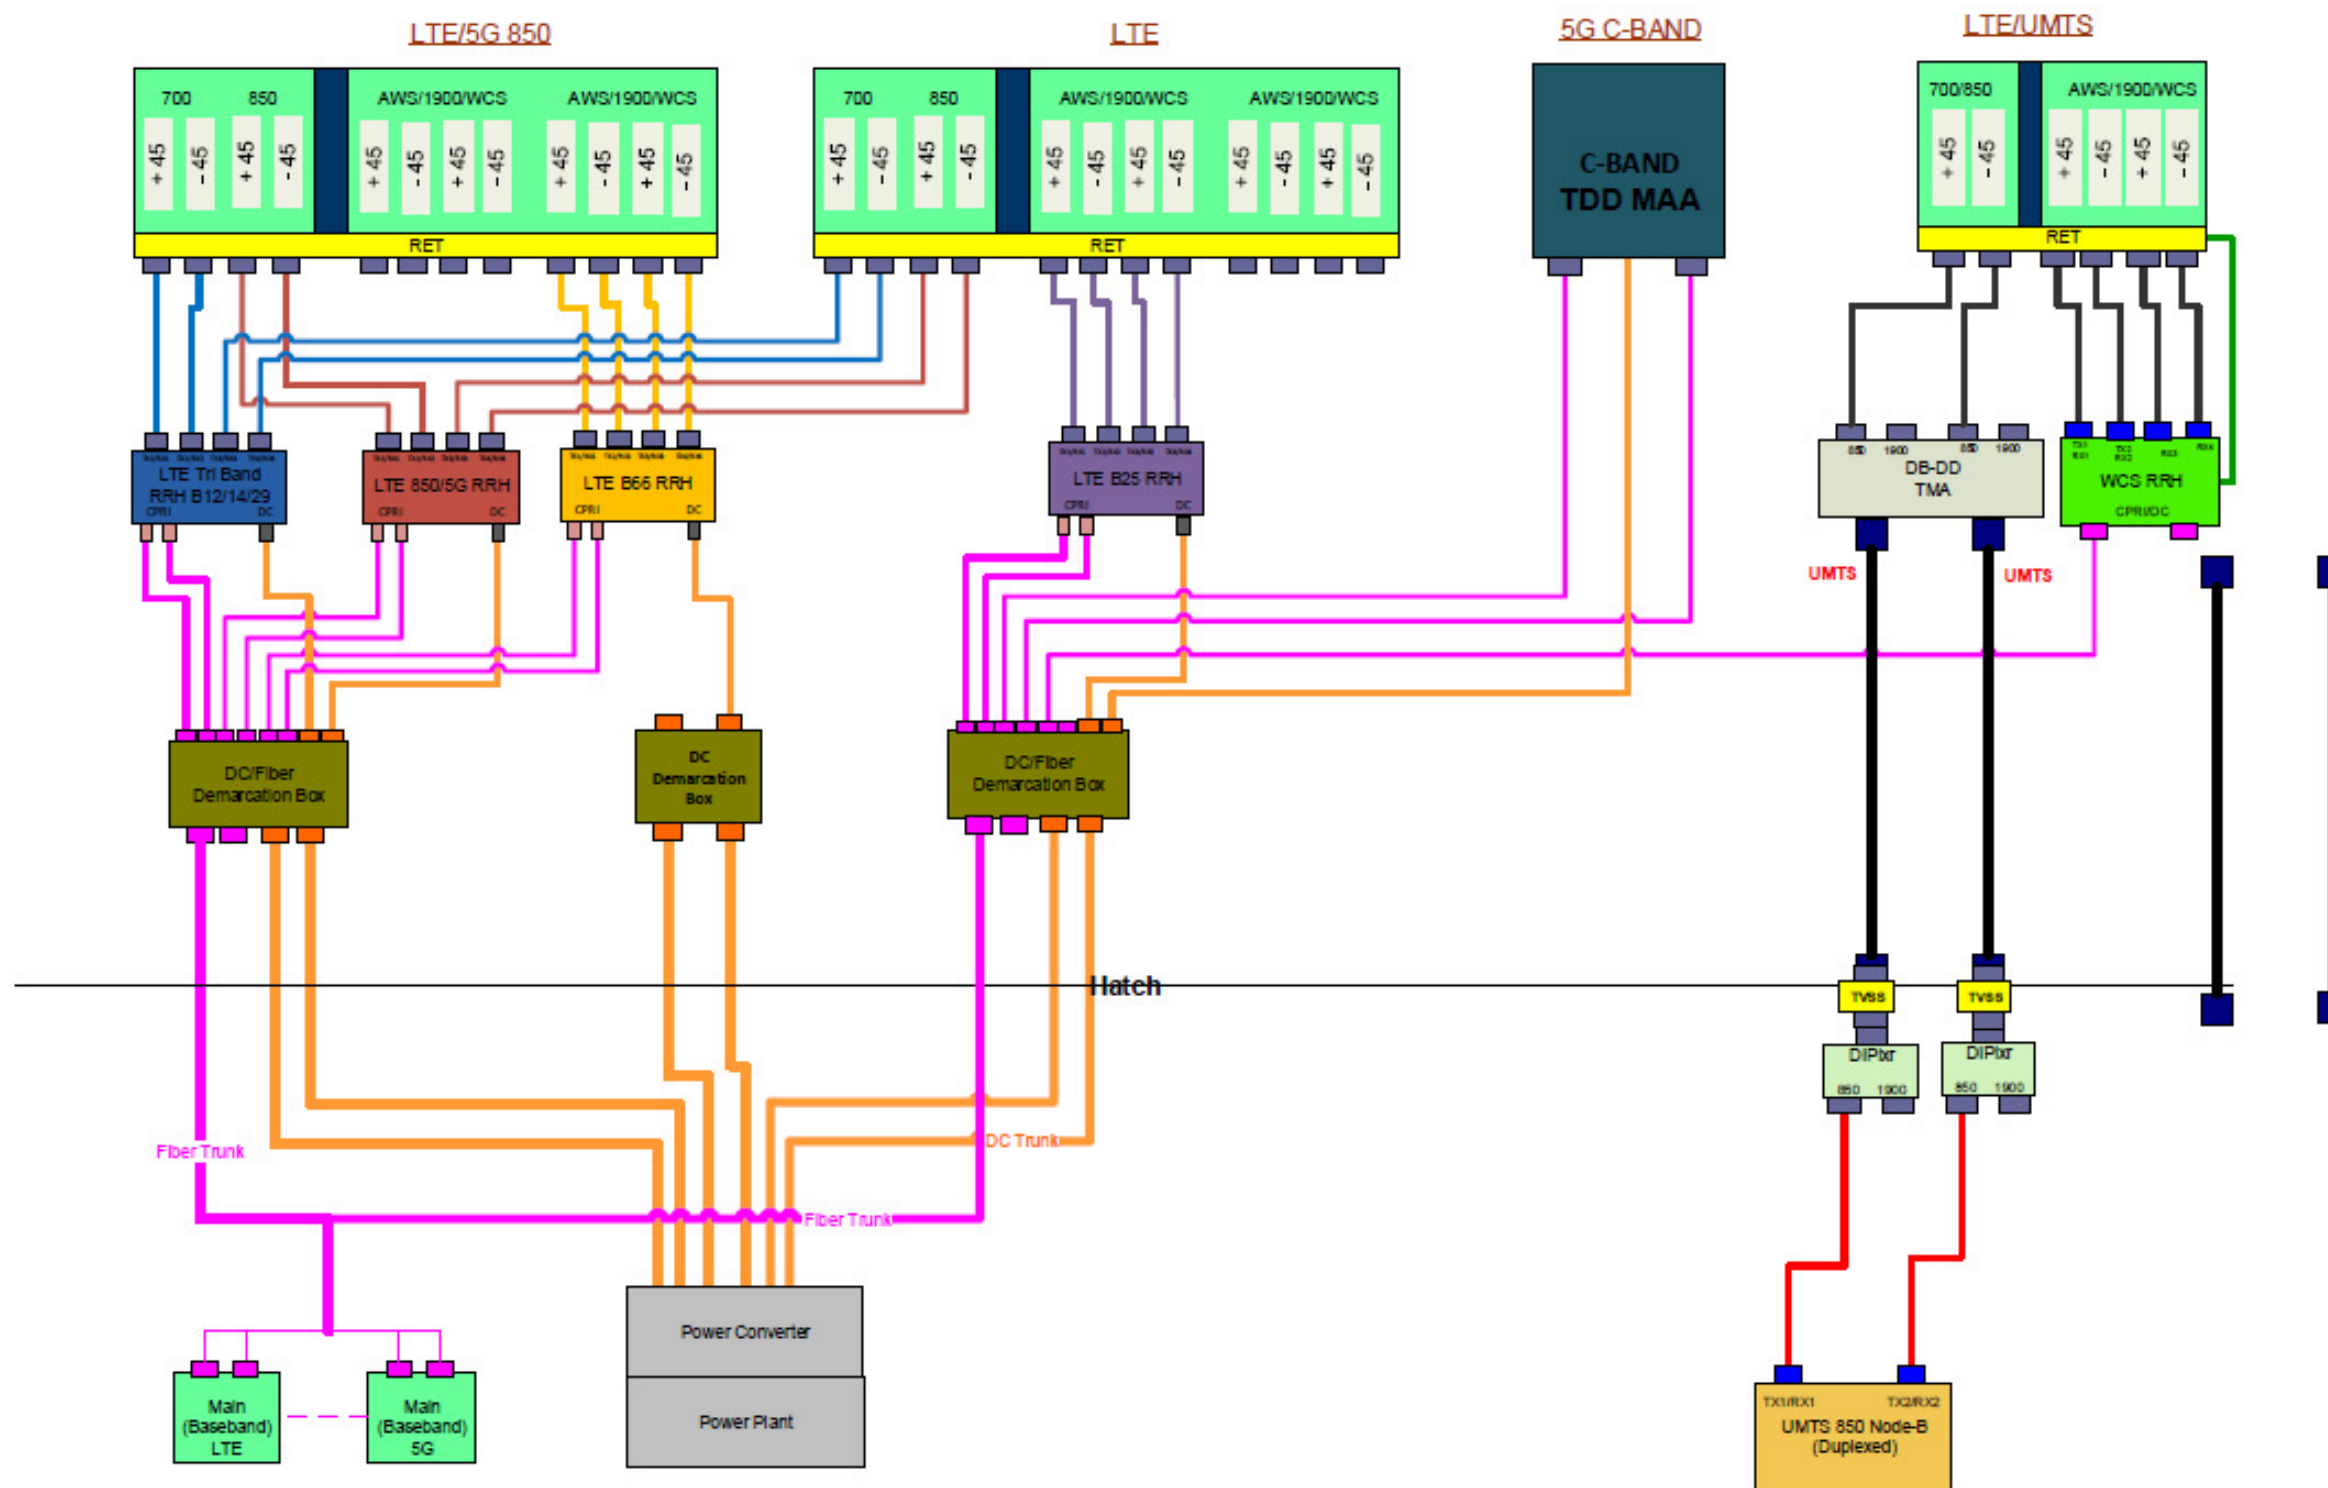 LTE/5G 850
LTE
5G C-BAND
LTE/UMTS
700 850 AWS/1900/WCS AWS/1900/WCS
+ 45 - 45 + 45 - 45 + 45 - 45 + 45 - 45 + 45 - 45 + 45 - 45
RET
700 850 AWS/1900/WCS AWS/1900/WCS
+ 45 - 45 + 45 - 45 + 45 - 45 + 45 - 45 + 45 - 45 + 45 - 45
RET
C-BAND
TDD MAA
700/850 AWS/1900/WCS
+ 45 - 45 + 45 - 45 + 45 - 45
RET
LTE Tri Band
RRH B12/14/29
CPRI DC
LTE 850/5G RRH
CPRI DC
LTE B66 RRH
CPRI DC
LTE B25 RRH
CPRI DC
850 1900 850 1900
DB-DD
TMA
TX1 TX2
RX1 RX2 RX3 RX4
WCS RRH
CPRI/DC
UMTS
UMTS
DC/Fiber
Demarcation Box
DC
Demarcation
Box
DC/Fiber
Demarcation Box
Hatch
TVSS
TVSS
DIPlxr
850 1900
DIPlxr
850 1900
Fiber Trunk
DC Trunk
Fiber Trunk
Power Converter
Power Plant
Main
(Baseband)
LTE
Main
(Baseband)
5G
TX1/RX1 TX2/RX2
UMTS 850 Node-B
(Duplexed)